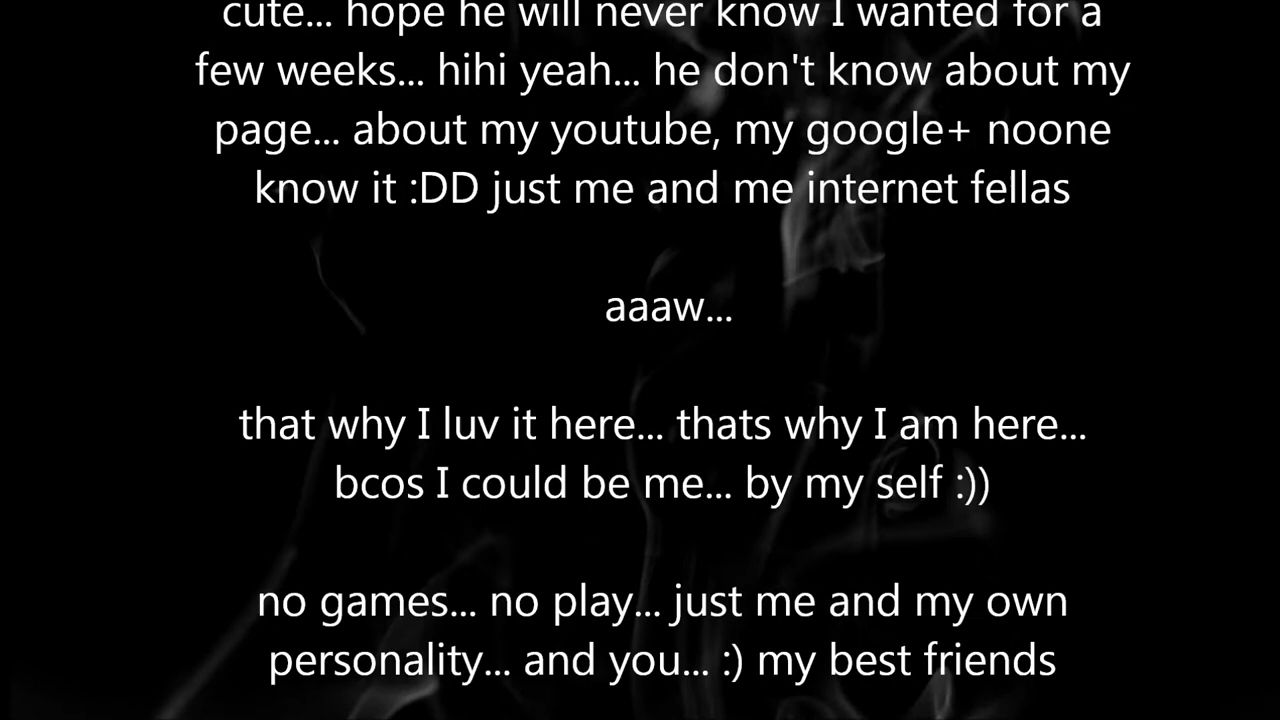 cute... hope he will never know I wanted for a
few weeks... hihi yeah... he don't know about my
page... about my youtube, my google+ noone
know it :DD just me and me internet fellas
aaaw...
that why I luv it here... thats why I am here...
bcos I could be me... by my self :))
no games... no play... just me and my own
personality... and you... :) my best friends